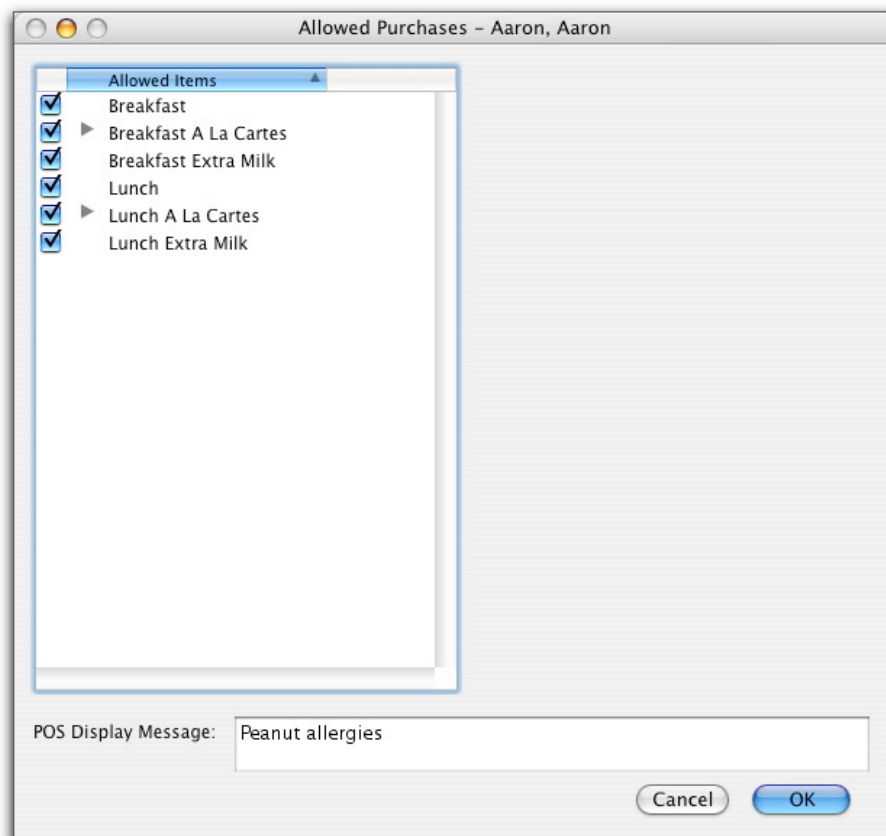 Allowed Purchases – Aaron, Aaron
Allowed Items
Breakfast
Breakfast A La Cartes
Breakfast Extra Milk
Lunch
Lunch A La Cartes
Lunch Extra Milk
POS Display Message: Peanut allergies
Cancel OK